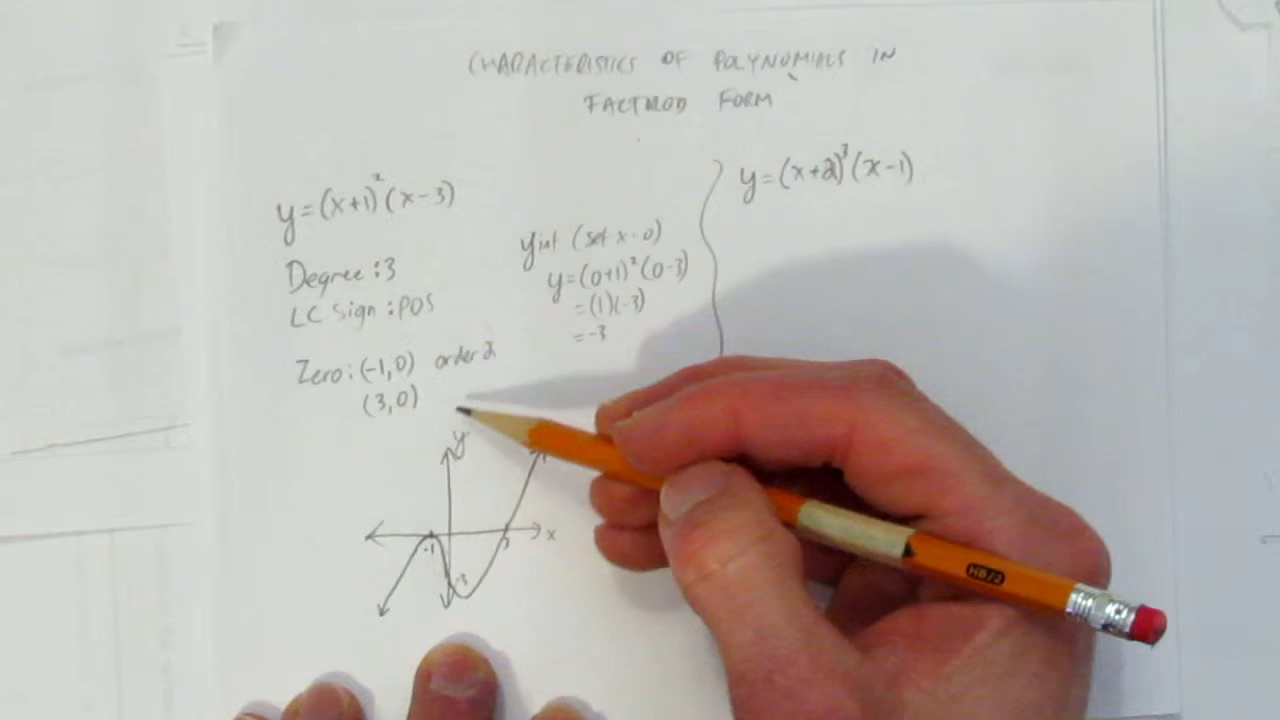 CHARACTERISTICS OF POLYNOMIALS IN
FACTORED FORM
y=(x+1)²(x-3)
Degree:3
LC Sign:POS
Zero:(-1,0) order 2
(3,0)
y int (set x=0)
y=(0+1)²(0-3)
=(1)(-3)
=-3
y
x
-1
3
-3
y=(x+2)³(x-1)
HB/2